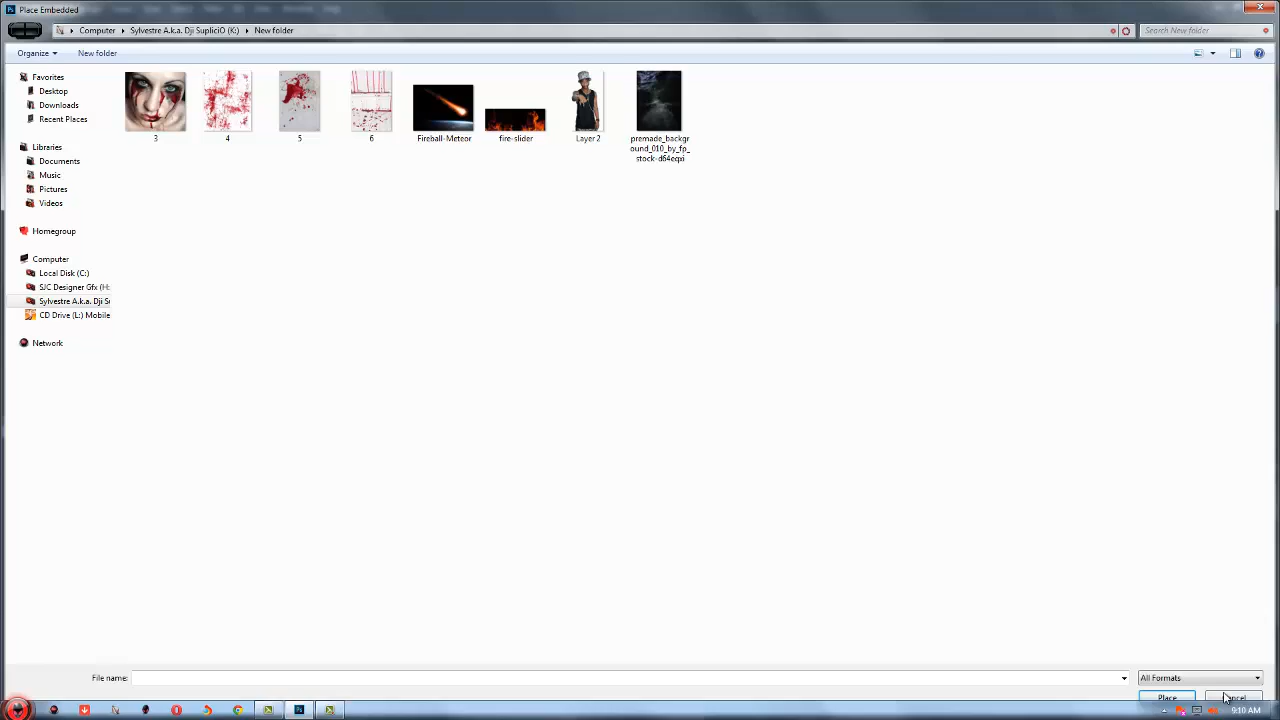 Place Embedded
Computer Sylvestre A.k.a. Dji SupliciO (K:) New folder Search New folder
Organize New folder
Favorites
Desktop
Downloads
Recent Places
Libraries
Documents
Music
Pictures
Videos
Homegroup
Computer
Local Disk (C:)
SJC Designer Gfx (H:
Sylvestre A.k.a. Dji S
CD Drive (L:) Mobile
Network
3
4
5
6
Fireball-Meteor
fire-slider
Layer 2
premade_backgr
ound_010_by_fp_
stock-d64eqxi
File name: All Formats
Place Cancel
9:10 AM